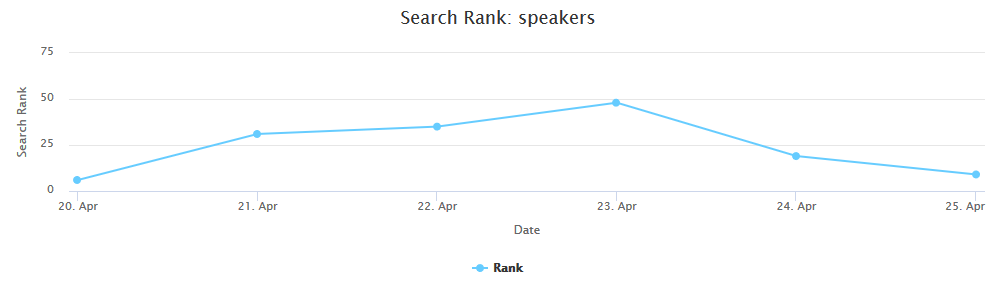 Search Rank: speakers
75
50
25
0
Search Rank
20. Apr
21. Apr
22. Apr
23. Apr
24. Apr
25. Apr
Date
Rank